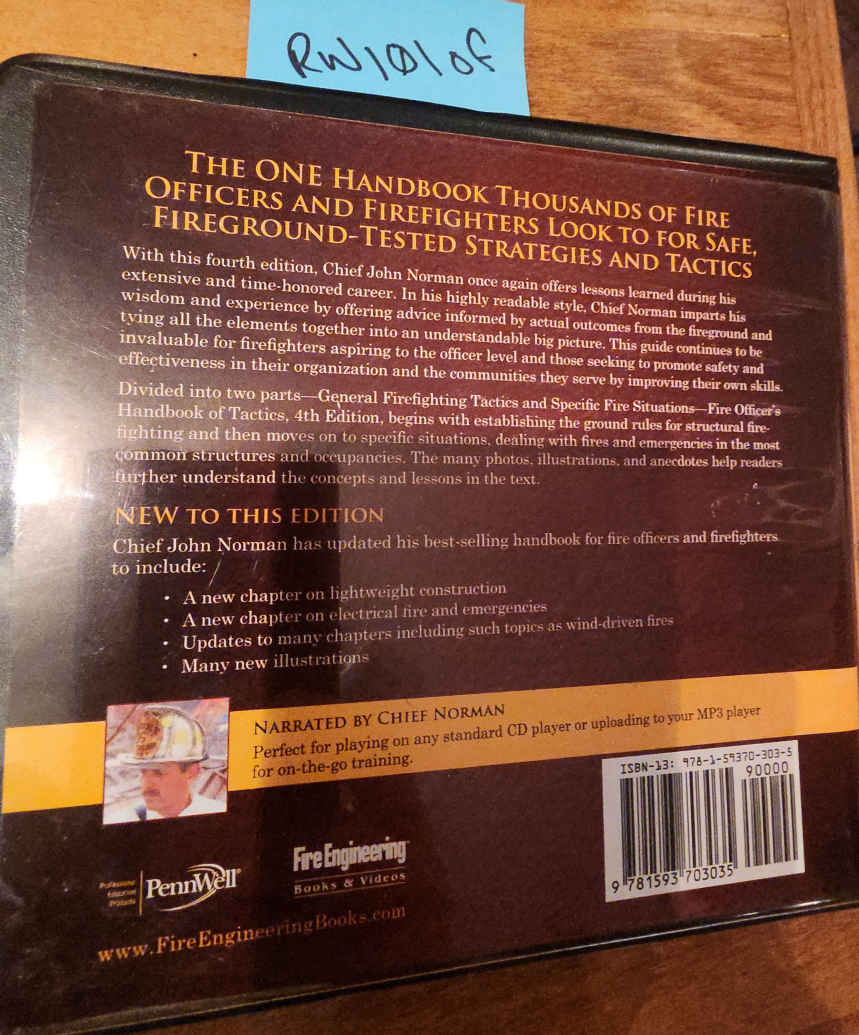 RW101of
THE ONE HANDBOOK THOUSANDS OF FIRE
OFFICERS AND FIREFIGHTERS LOOK TO FOR SAFE,
FIREGROUND-TESTED STRATEGIES AND TACTICS
With this fourth edition, Chief John Norman once again offers lessons learned during his
extensive and time-honored career. In his highly readable style, Chief Norman imparts his
wisdom and experience by offering advice informed by actual outcomes from the fireground and
tying all the elements together into an understandable big picture. This guide continues to be
invaluable for firefighters aspiring to the officer level and those seeking to promote safety and
effectiveness in their organization and the communities they serve by improving their own skills.
Divided into two parts—General Firefighting Tactics and Specific Fire Situations—Fire Officer's
Handbook of Tactics, 4th Edition, begins with establishing the ground rules for structural fire-
fighting and then moves on to specific situations, dealing with fires and emergencies in the most
common structures and occupancies. The many photos, illustrations, and anecdotes help readers
further understand the concepts and lessons in the text.
NEW TO THIS EDITION
Chief John Norman has updated his best-selling handbook for fire officers and firefighters
to include:
• A new chapter on lightweight construction
• A new chapter on electrical fire and emergencies
• Updates to many chapters including such topics as wind-driven fires
• Many new illustrations
NARRATED BY CHIEF NORMAN
Perfect for playing on any standard CD player or uploading to your MP3 player
for on-the-go training.
ISBN-13: 978-1-59370-303-5
90000
9 781593 703035
Professional
Education
Products
PennWell®
Fire Engineering®
Books & Videos
www.FireEngineeringBooks.com